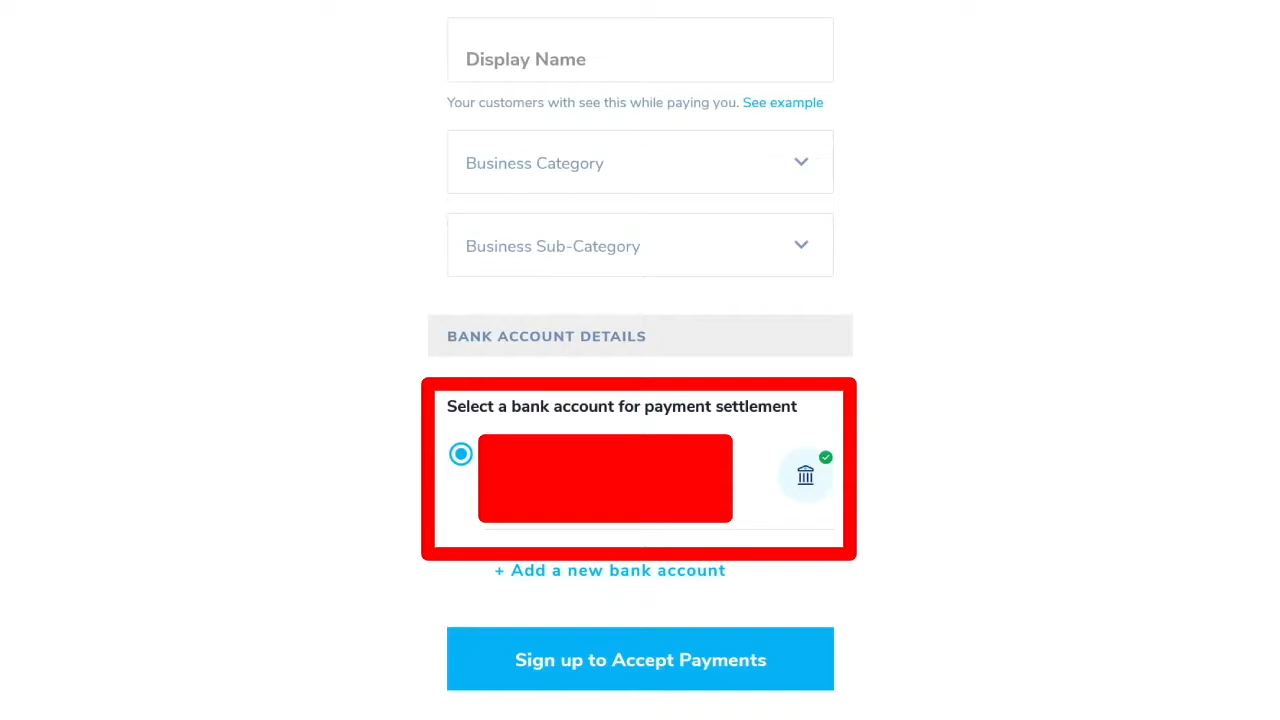 Display Name
Your customers with see this while paying you. See example
Business Category
Business Sub-Category
BANK ACCOUNT DETAILS
Select a bank account for payment settlement
+ Add a new bank account
Sign up to Accept Payments